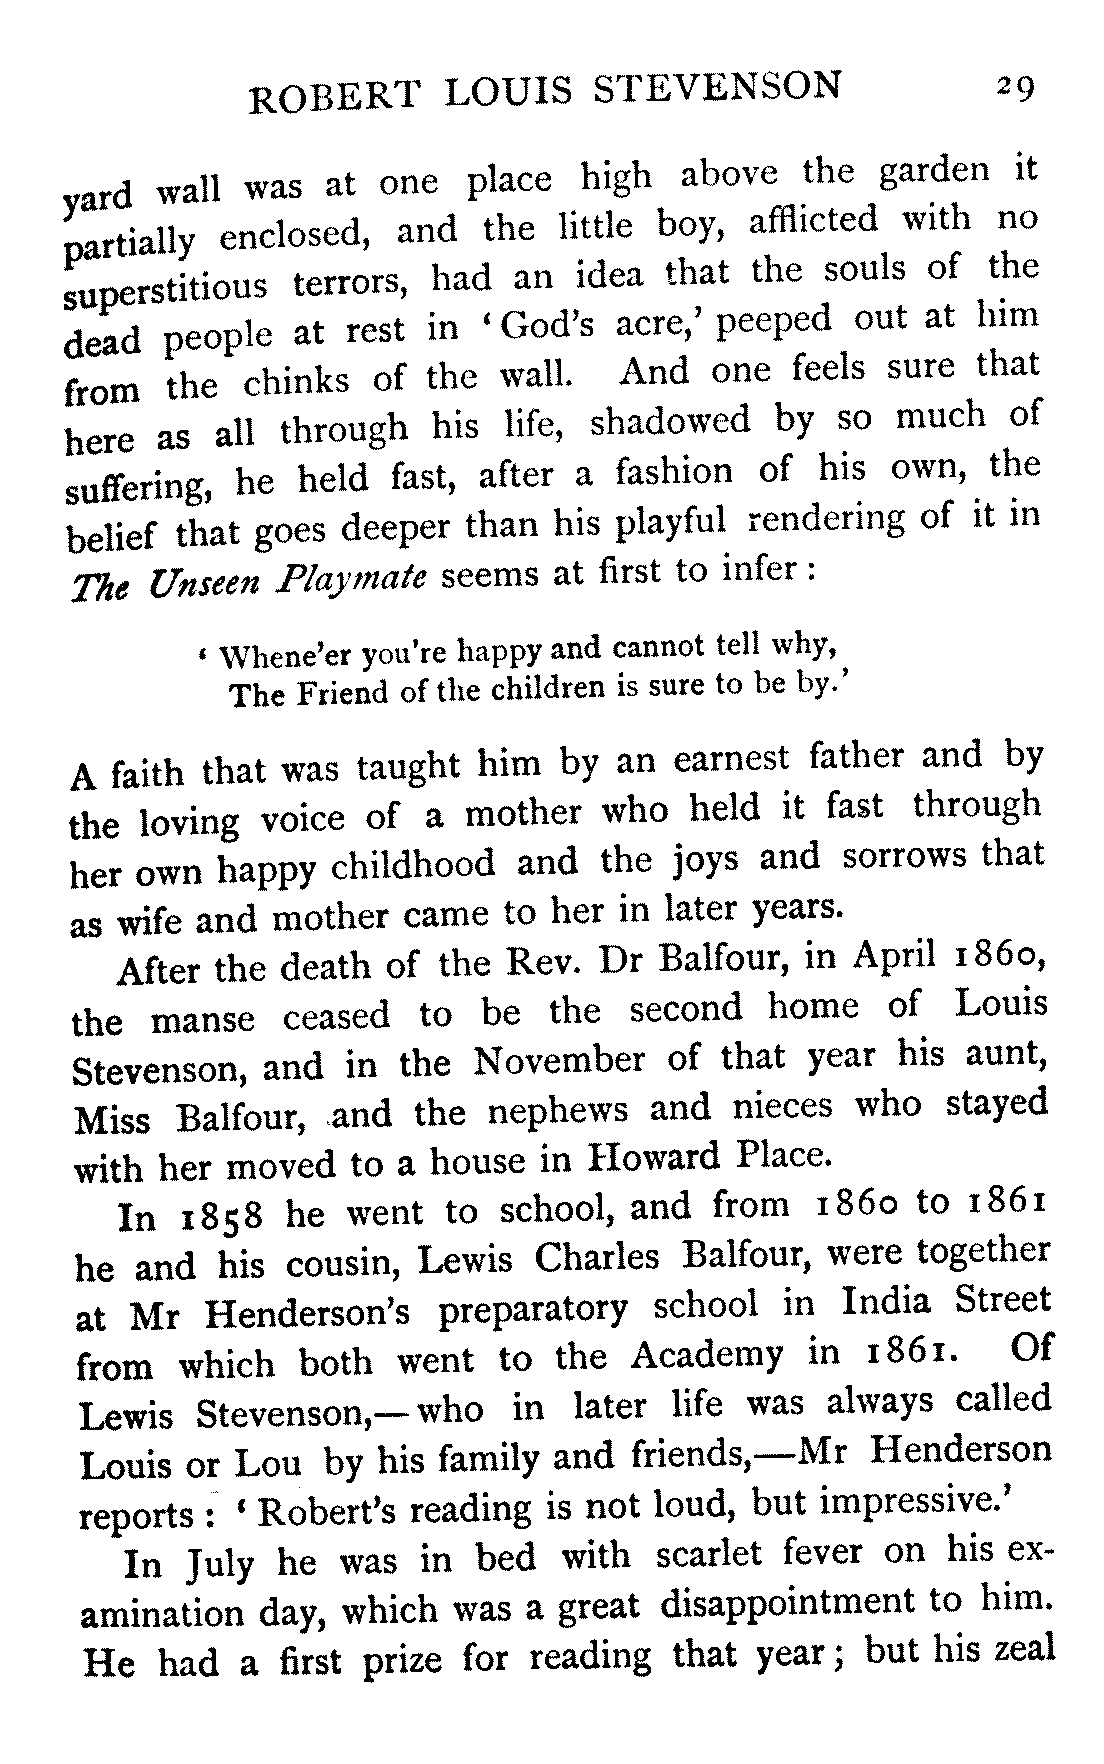 ROBERT LOUIS STEVENSON 29
yard wall was at one place high above the garden it
partially enclosed, and the little boy, afflicted with no
superstitious terrors, had an idea that the souls of the
dead people at rest in ‘God’s acre,’ peeped out at him
from the chinks of the wall. And one feels sure that
here as all through his life, shadowed by so much of
suffering, he held fast, after a fashion of his own, the
belief that goes deeper than his playful rendering of it in
The Unseen Playmate seems at first to infer :
‘ Whene’er you’re happy and cannot tell why,
The Friend of the children is sure to be by.’
A faith that was taught him by an earnest father and by
the loving voice of a mother who held it fast through
her own happy childhood and the joys and sorrows that
as wife and mother came to her in later years.
After the death of the Rev. Dr Balfour, in April 1860,
the manse ceased to be the second home of Louis
Stevenson, and in the November of that year his aunt,
Miss Balfour, and the nephews and nieces who stayed
with her moved to a house in Howard Place.
In 1858 he went to school, and from 1860 to 1861
he and his cousin, Lewis Charles Balfour, were together
at Mr Henderson’s preparatory school in India Street
from which both went to the Academy in 1861. Of
Lewis Stevenson,—who in later life was always called
Louis or Lou by his family and friends,—Mr Henderson
reports : ‘ Robert’s reading is not loud, but impressive.’
In July he was in bed with scarlet fever on his ex-
amination day, which was a great disappointment to him.
He had a first prize for reading that year ; but his zeal